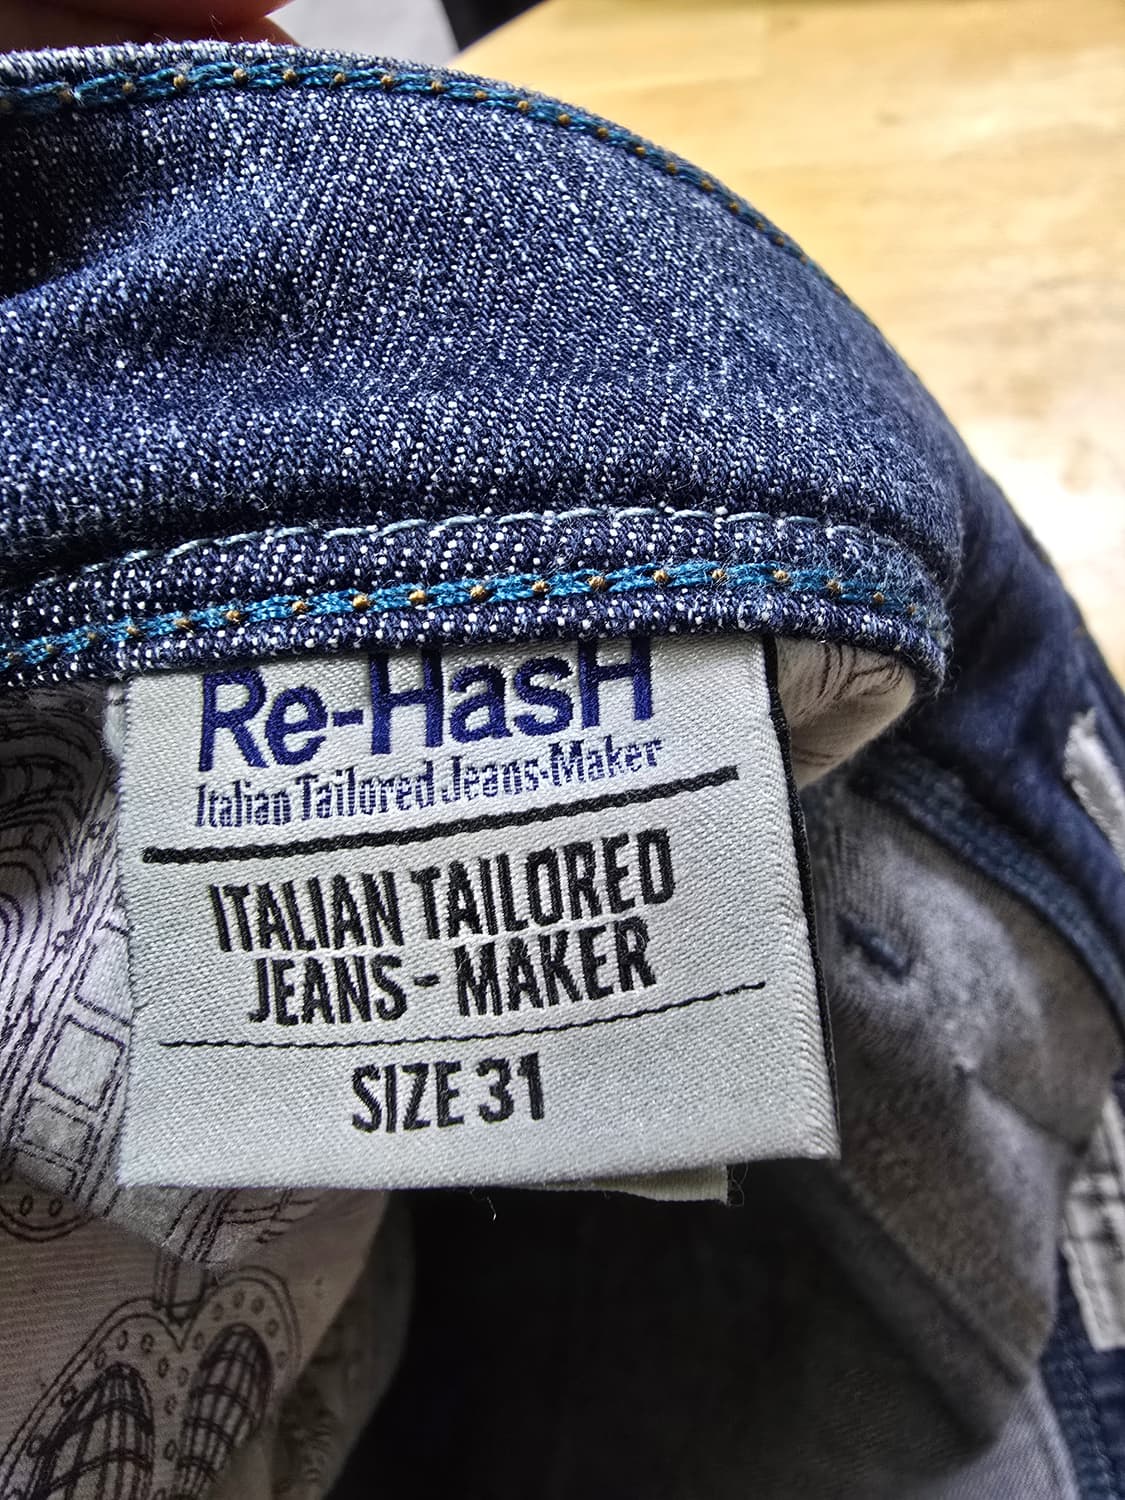 Re-HasH
Italian Tailored Jeans-Maker
ITALIAN TAILORED
JEANS - MAKER
SIZE 31